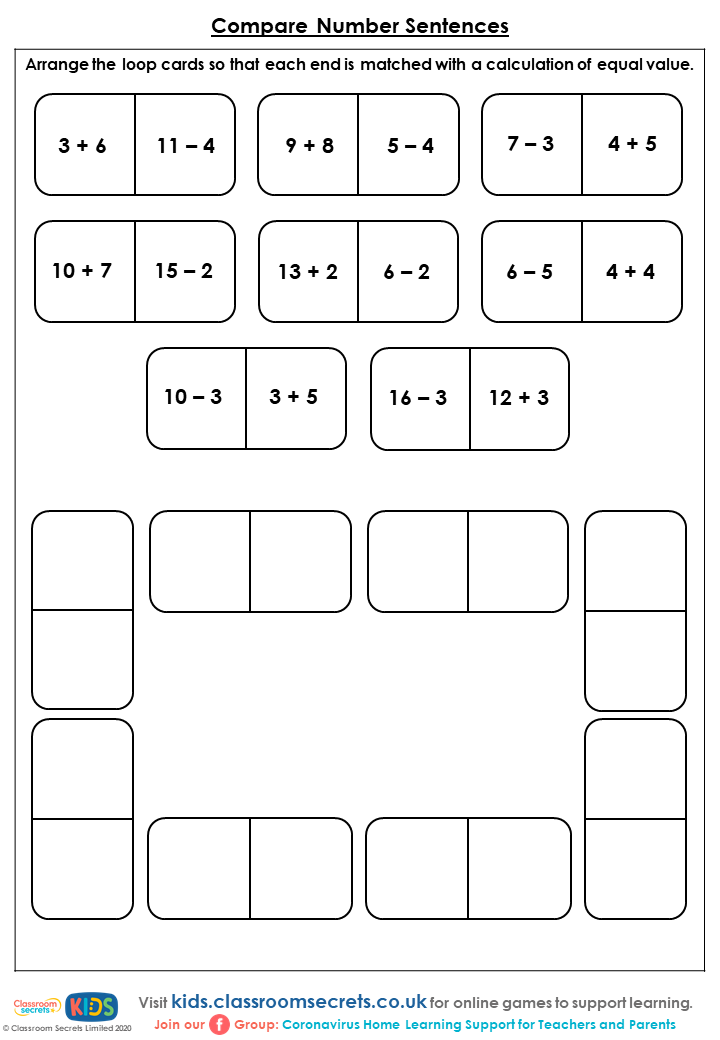 Compare Number Sentences
Arrange the loop cards so that each end is matched with a calculation of equal value.
3 + 6 11 – 4 9 + 8 5 – 4 7 – 3 4 + 5
10 + 7 15 – 2 13 + 2 6 – 2 6 – 5 4 + 4
10 – 3 3 + 5 16 – 3 12 + 3
Classroom secrets KIDS
© Classroom Secrets Limited 2020
Visit kids.classroomsecrets.co.uk for online games to support learning.
Join our f Group: Coronavirus Home Learning Support for Teachers and Parents